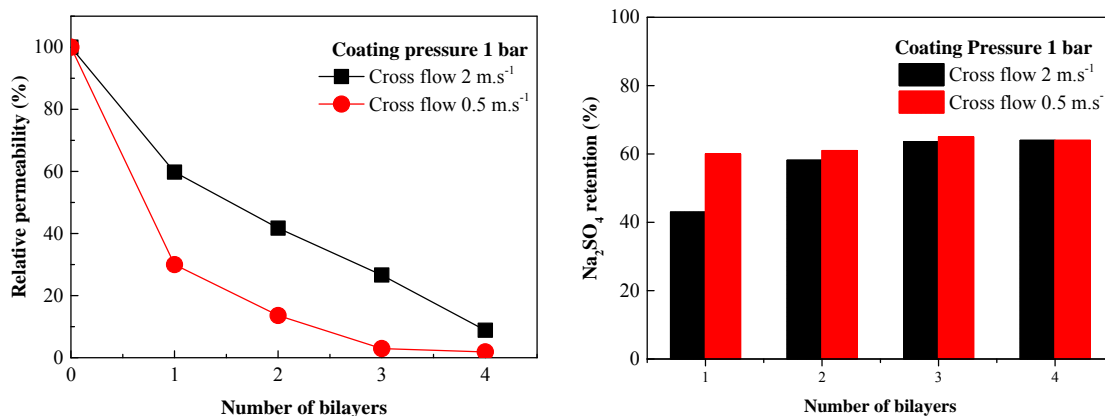 Relative permeability (%)
100
80
60
40
20
0
Coating pressure 1 bar
Cross flow 2 m.s⁻¹
Cross flow 0.5 m.s⁻¹
0 1 2 3 4
Number of bilayers
Na₂SO₄ retention (%)
100
80
60
40
20
0
Coating Pressure 1 bar
Cross flow 2 m.s⁻¹
Cross flow 0.5 m.s⁻¹
1 2 3 4
Number of bilayers